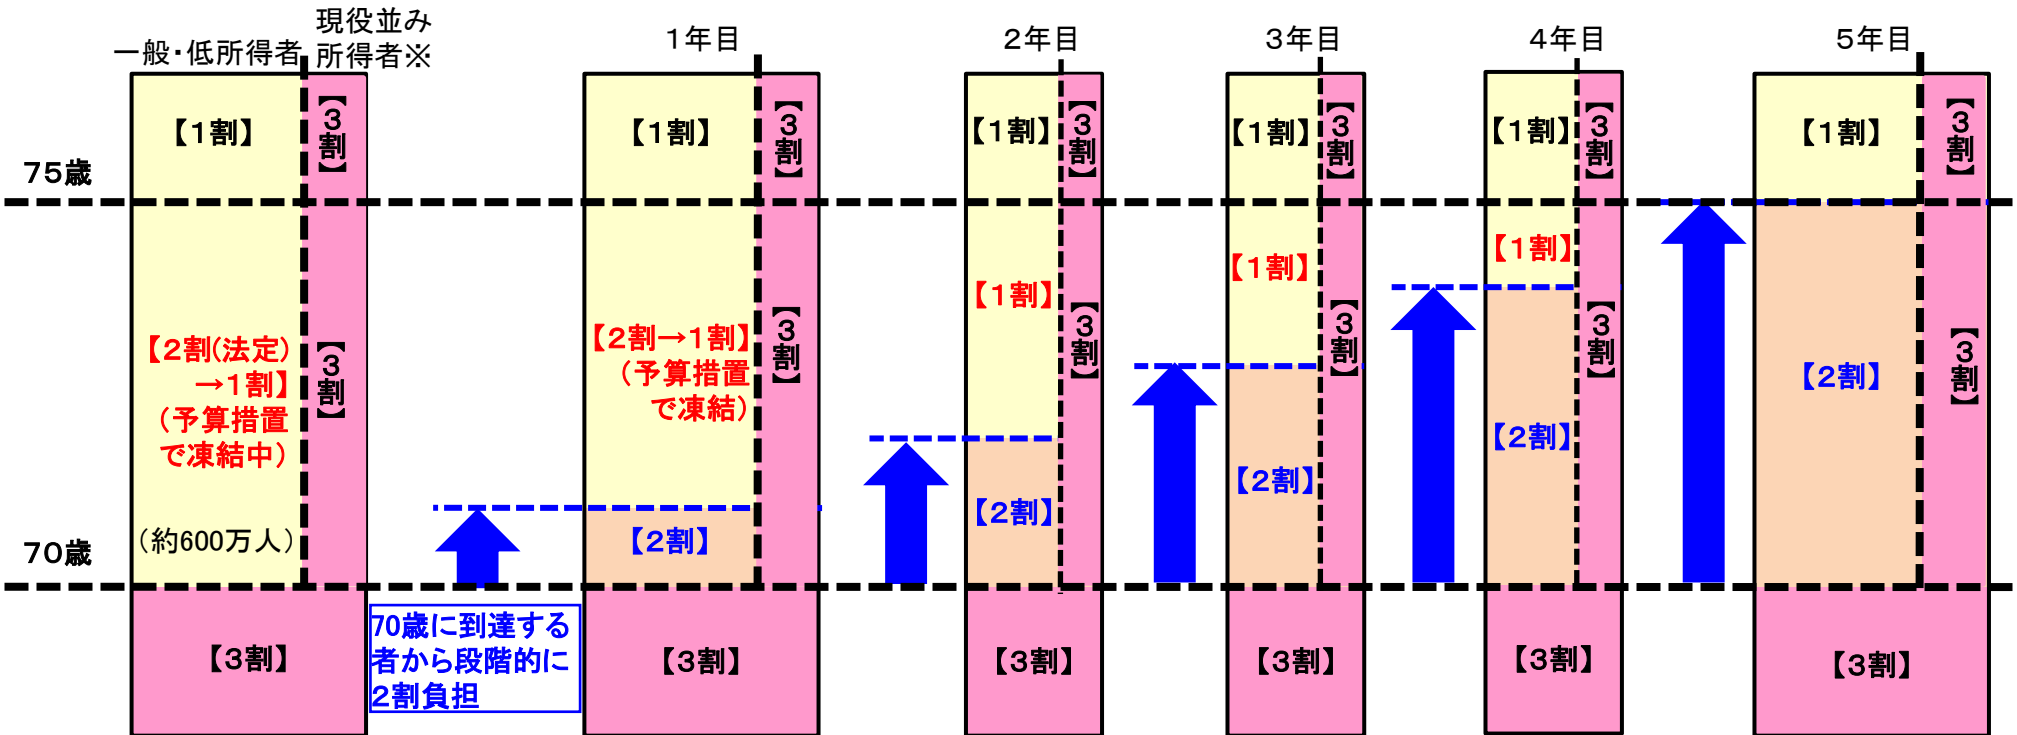 一般・低所得者
現役並み
所得者※
1年目
2年目
3年目
4年目
5年目
75歳
70歳
【1割】
【3割】
【2割(法定)
→1割】
(予算措置
で凍結中)
【3割】
(約600万人)
【3割】
70歳に到達する
者から段階的に
2割負担
【1割】
【3割】
【2割→1割】
(予算措置
で凍結)
【3割】
【2割】
【3割】
【1割】
【3割】
【1割】
【3割】
【2割】
【3割】
【1割】
【3割】
【1割】
【3割】
【2割】
【3割】
【1割】
【3割】
【1割】
【3割】
【2割】
【3割】
【1割】
【3割】
【2割】
【3割】
【3割】